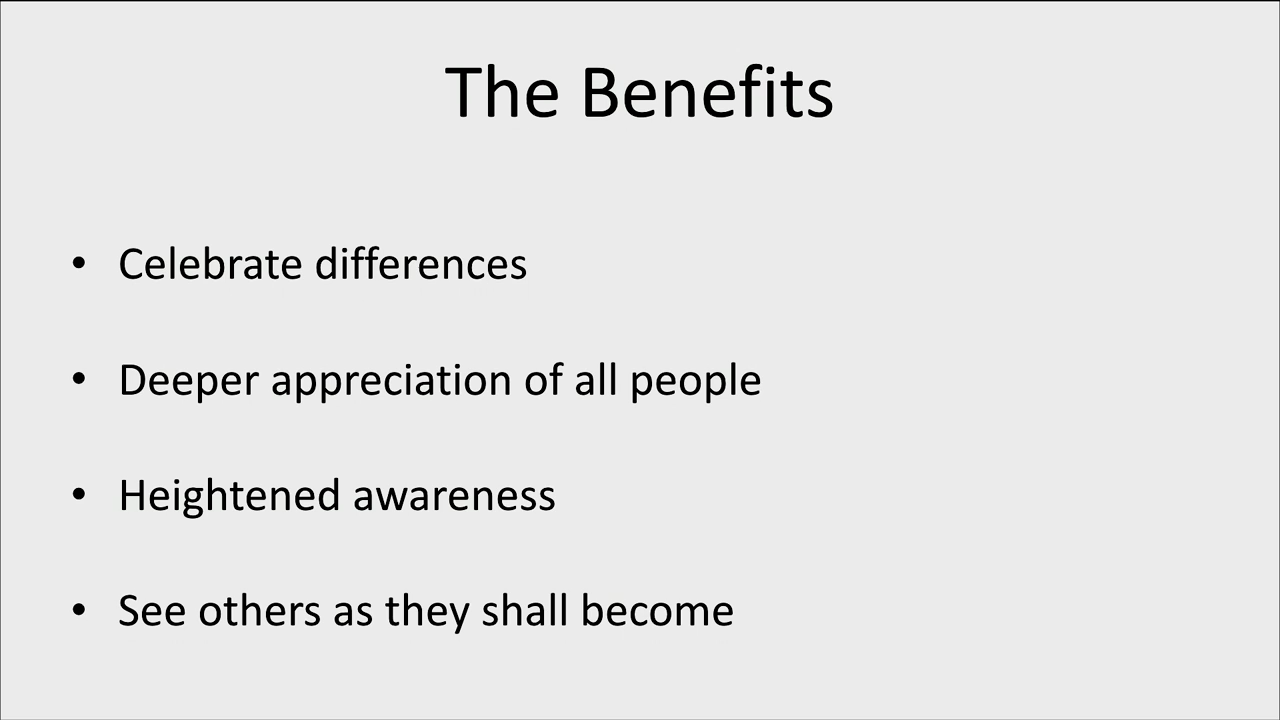 The Benefits
• Celebrate differences
• Deeper appreciation of all people
• Heightened awareness
• See others as they shall become